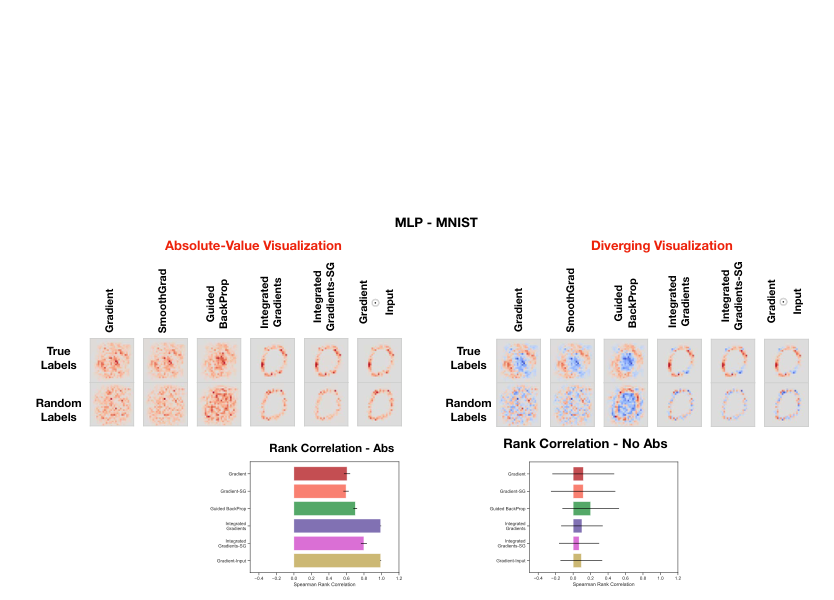 MLP - MNIST
Absolute-Value Visualization
Gradient
SmoothGrad
Guided
BackProp
Integrated
Gradients
Integrated
Gradients-SG
Gradient
⊙
Input
True
Labels
Random
Labels
Rank Correlation - Abs
Gradient
Gradient-SG
Guided BackProp
Integrated
Gradients
Integrated
Gradients-SG
Gradient-Input
−0.4 −0.2 0.0 0.2 0.4 0.6 0.8 1.0 1.2
Spearman Rank Correlation
Diverging Visualization
Gradient
SmoothGrad
Guided
BackProp
Integrated
Gradients
Integrated
Gradients-SG
Gradient
⊙
Input
True
Labels
Random
Labels
Rank Correlation - No Abs
Gradient
Gradient-SG
Guided BackProp
Integrated
Gradients
Integrated
Gradients-SG
Gradient-Input
−0.4 −0.2 0.0 0.2 0.4 0.6 0.8 1.0 1.2
Spearman Rank Correlation